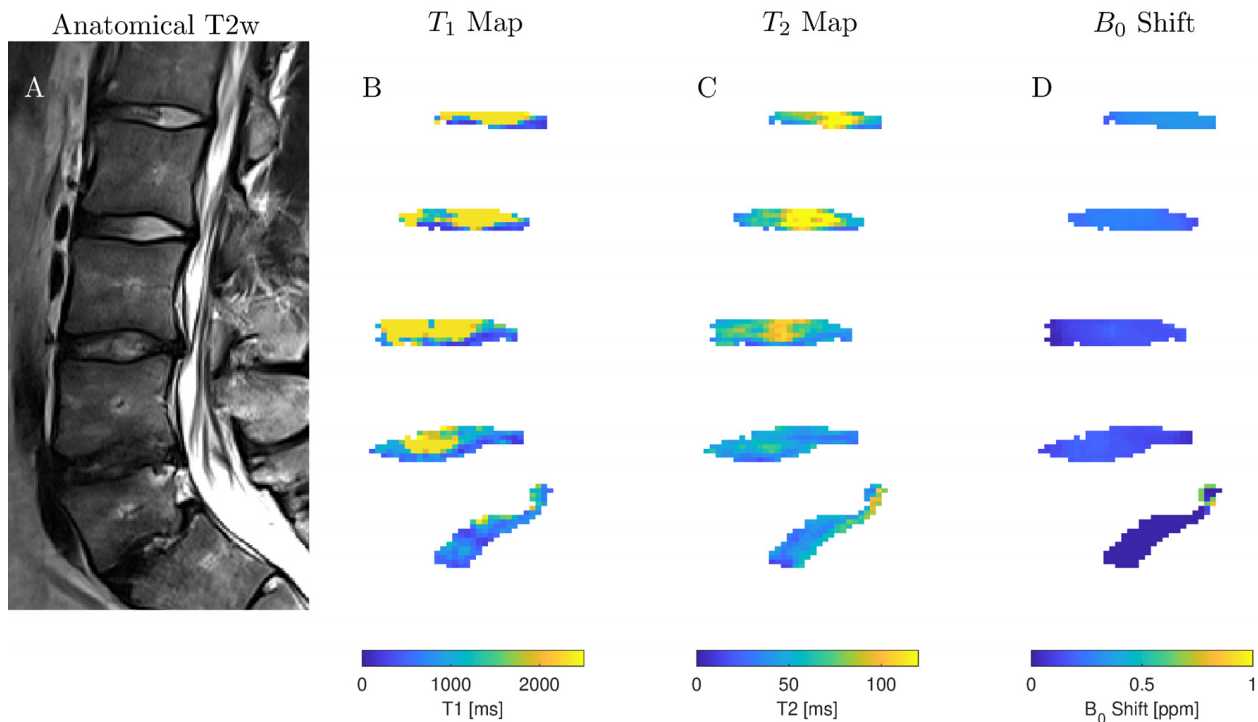 Anatomical T2w
T₁ Map
T₂ Map
B₀ Shift
A
B
C
D
0 1000 2000
T1 [ms]
0 50 100
T2 [ms]
0 0.5 1
B₀ Shift [ppm]